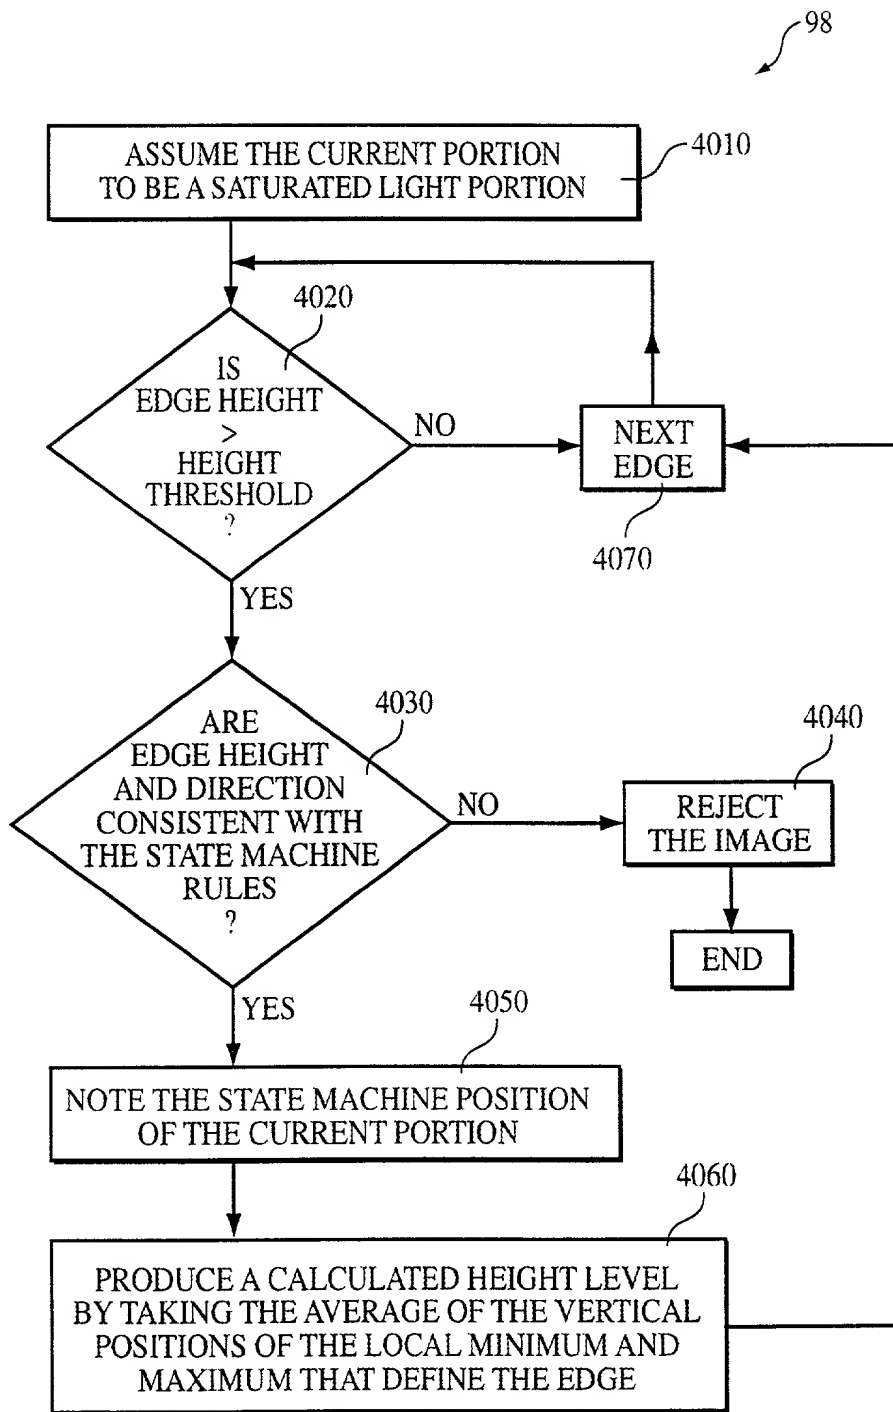 98
ASSUME THE CURRENT PORTION
TO BE A SATURATED LIGHT PORTION
4010
4020
IS
EDGE HEIGHT
>
HEIGHT
THRESHOLD
?
NO
NEXT
EDGE
4070
YES
4030
ARE
EDGE HEIGHT
AND DIRECTION
CONSISTENT WITH
THE STATE MACHINE
RULES
?
NO
4040
REJECT
THE IMAGE
END
YES
4050
NOTE THE STATE MACHINE POSITION
OF THE CURRENT PORTION
4060
PRODUCE A CALCULATED HEIGHT LEVEL
BY TAKING THE AVERAGE OF THE VERTICAL
POSITIONS OF THE LOCAL MINIMUM AND
MAXIMUM THAT DEFINE THE EDGE